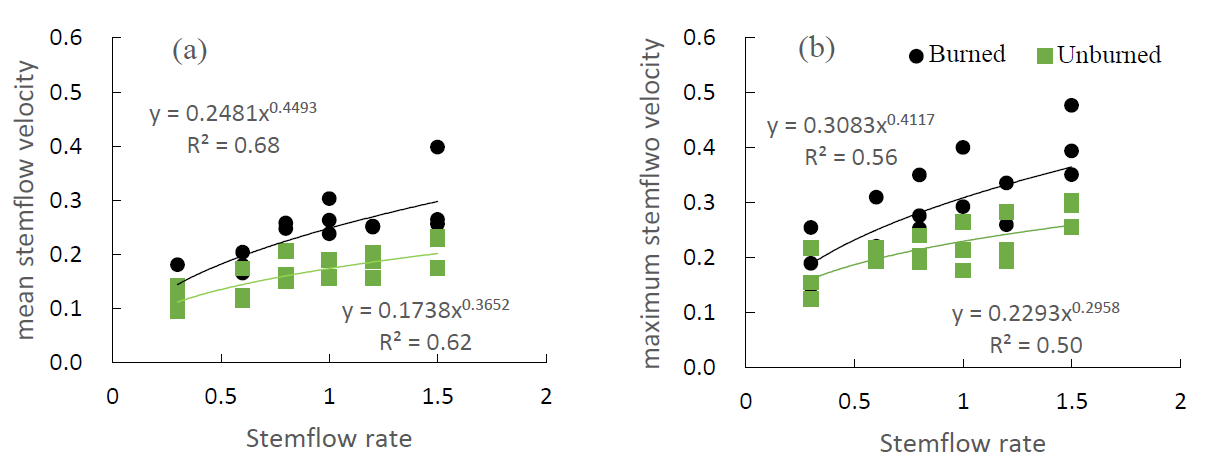 (a)
mean stemflow velocity
0.6
0.5
0.4
0.3
0.2
0.1
0.0
y = 0.2481x^0.4493
R² = 0.68
y = 0.1738x^0.3652
R² = 0.62
0 0.5 1 1.5 2
Stemflow rate
(b)
Burned Unburned
maximum stemflwo velocity
0.6
0.5
0.4
0.3
0.2
0.1
0.0
y = 0.3083x^0.4117
R² = 0.56
y = 0.2293x^0.2958
R² = 0.50
0 0.5 1 1.5 2
Stemflow rate